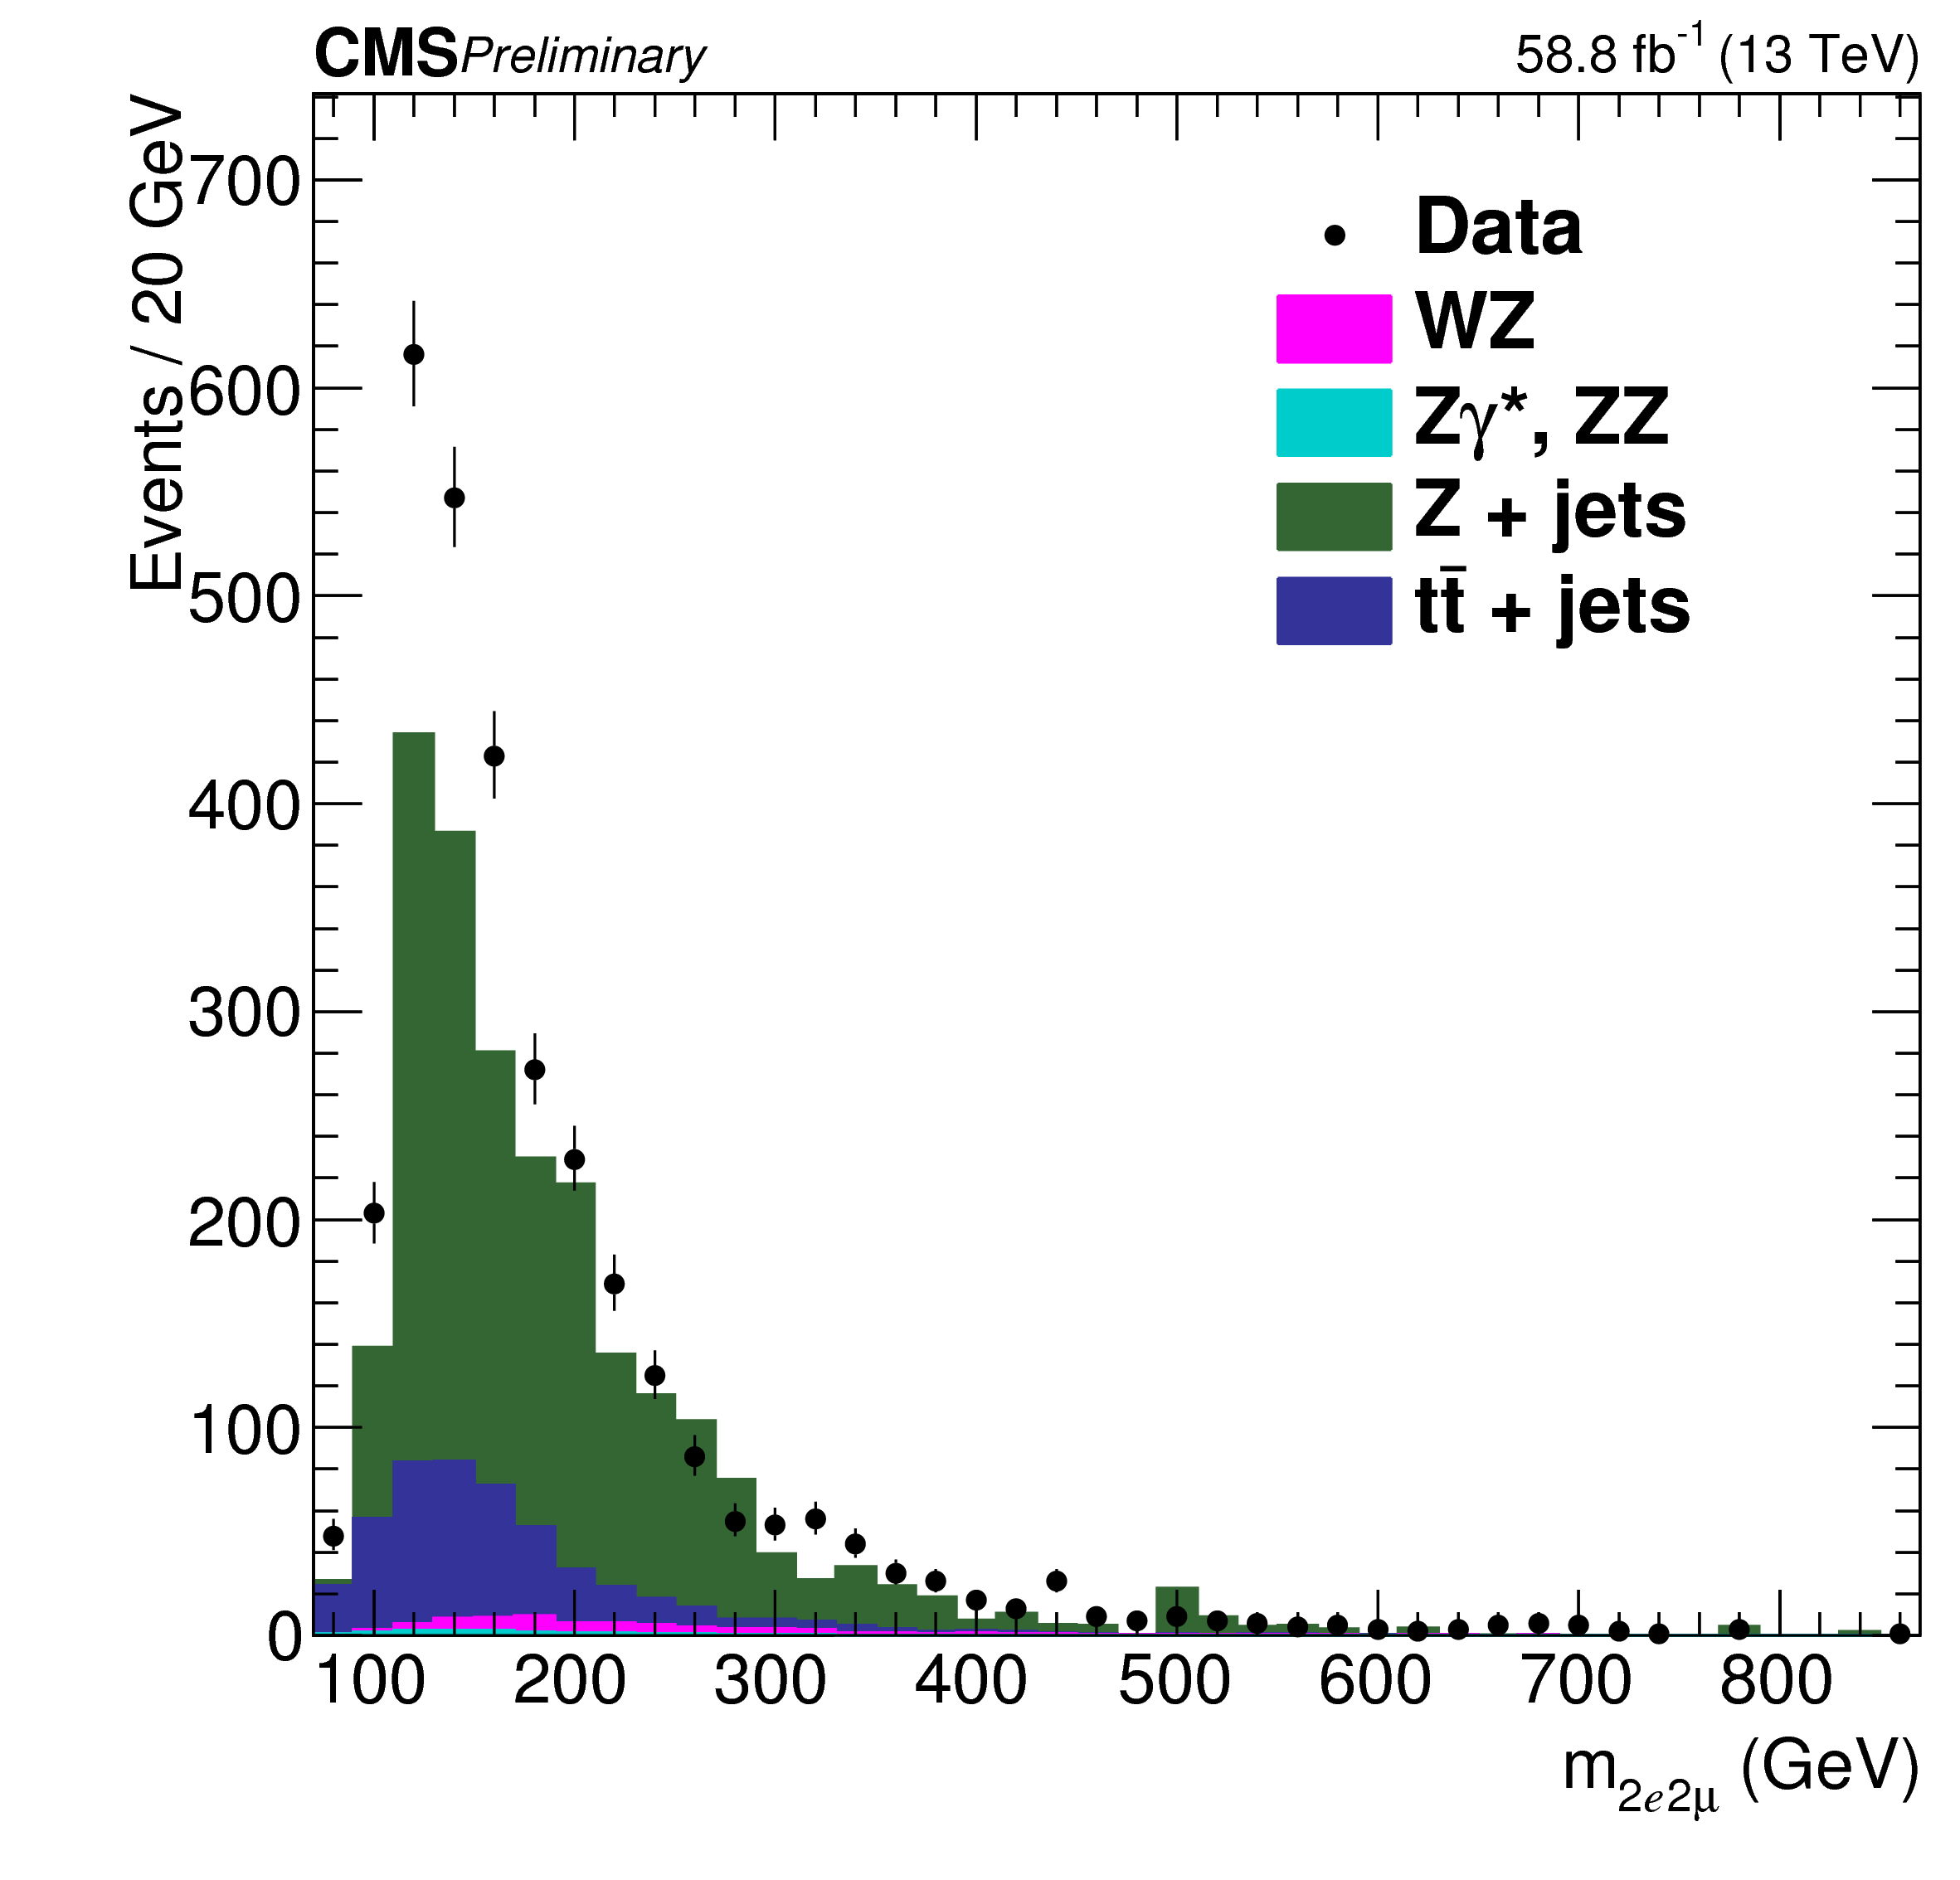 CMS Preliminary
58.8 fb⁻¹ (13 TeV)
Events / 20 GeV
700
600
500
400
300
200
100
0
Data
WZ
Zγ*, ZZ
Z + jets
tt̄ + jets
100 200 300 400 500 600 700 800
m₂ₑ₂μ (GeV)